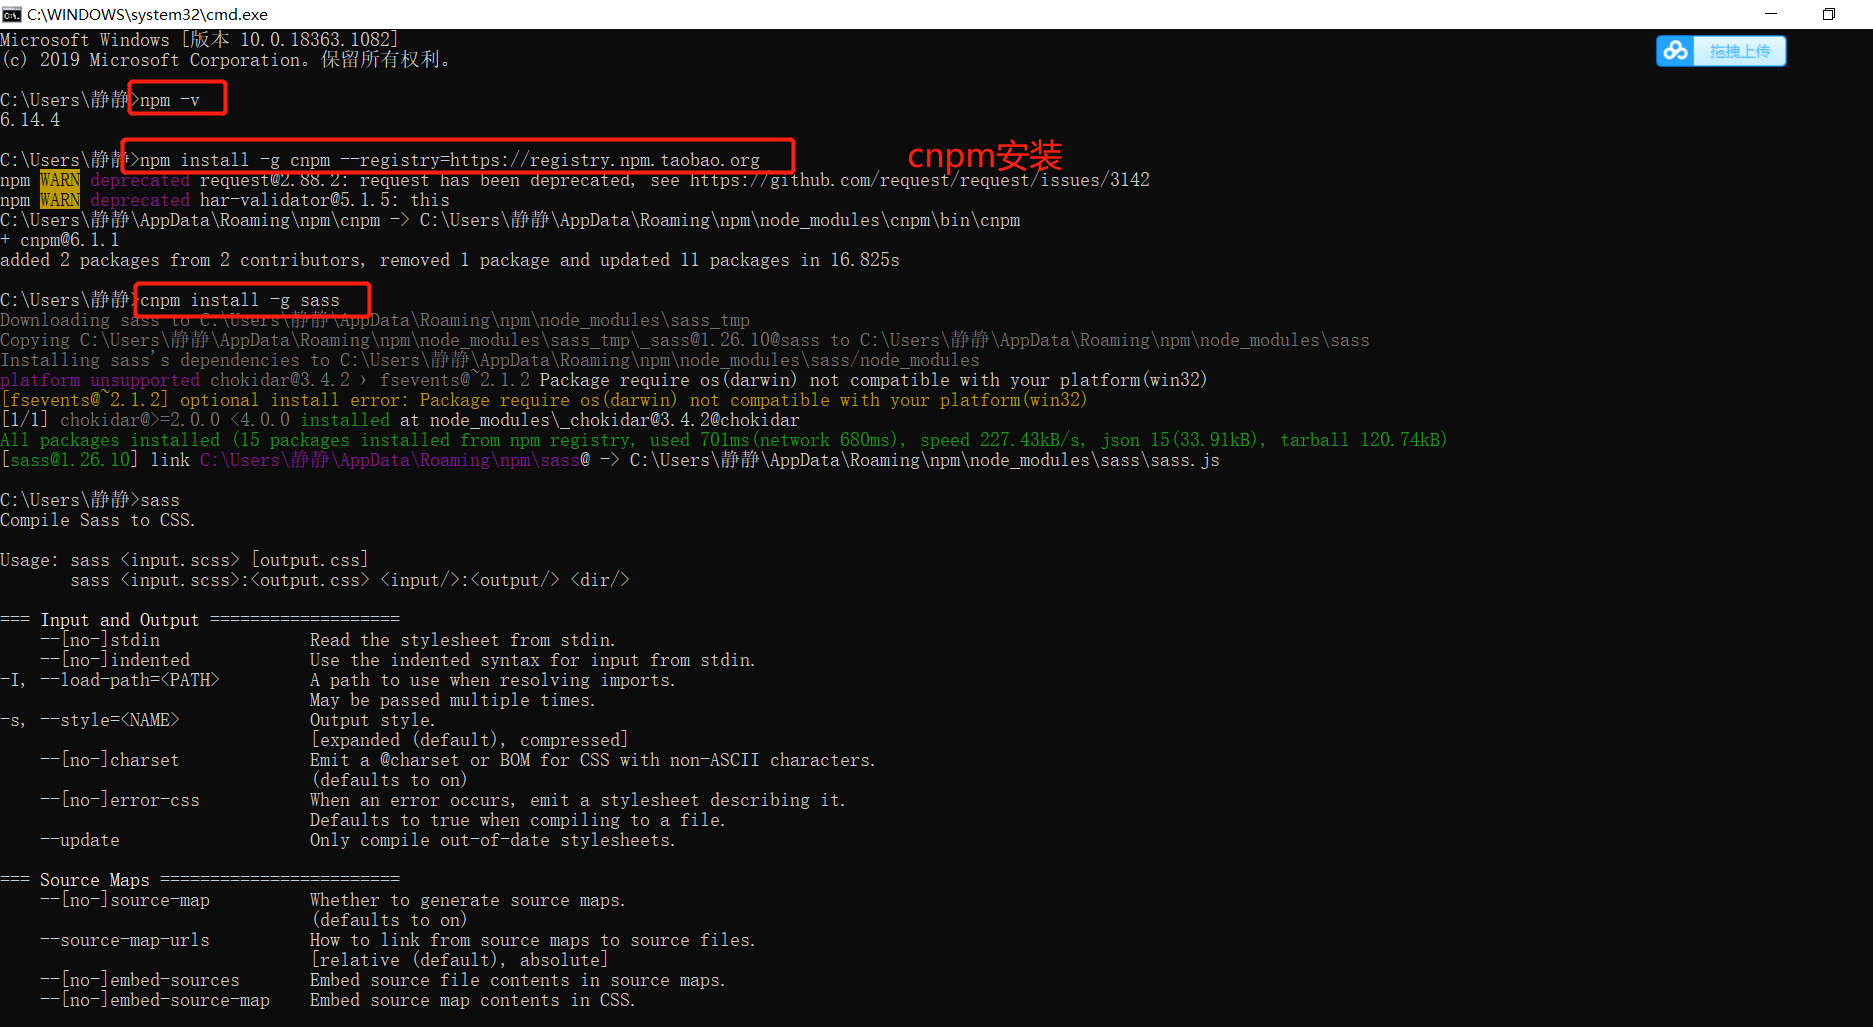 C:\WINDOWS\system32\cmd.exe
Microsoft Windows [版本 10.0.18363.1082]
(c) 2019 Microsoft Corporation。保留所有权利。
拖拽上传
C:\Users\静静>npm -v
6.14.4
C:\Users\静静>npm install -g cnpm --registry=https://registry.npm.taobao.org
cnpm安装
npm WARN deprecated request@2.88.2: request has been deprecated, see https://github.com/request/request/issues/3142
npm WARN deprecated har-validator@5.1.5: this
C:\Users\静静\AppData\Roaming\npm\cnpm -> C:\Users\静静\AppData\Roaming\npm\node_modules\cnpm\bin\cnpm
+ cnpm@6.1.1
added 2 packages from 2 contributors, removed 1 package and updated 11 packages in 16.825s
C:\Users\静静>cnpm install -g sass
Downloading sass to C:\Users\静静\AppData\Roaming\npm\node_modules\sass_tmp
Copying C:\Users\静静\AppData\Roaming\npm\node_modules\sass_tmp\_sass@1.26.10@sass to C:\Users\静静\AppData\Roaming\npm\node_modules\sass
Installing sass's dependencies to C:\Users\静静\AppData\Roaming\npm\node_modules\sass/node_modules
platform unsupported chokidar@3.4.2 › fsevents@~2.1.2 Package require os(darwin) not compatible with your platform(win32)
[fsevents@~2.1.2] optional install error: Package require os(darwin) not compatible with your platform(win32)
[1/1] chokidar@>=2.0.0 <4.0.0 installed at node_modules\_chokidar@3.4.2@chokidar
All packages installed (15 packages installed from npm registry, used 701ms(network 680ms), speed 227.43kB/s, json 15(33.91kB), tarball 120.74kB)
[sass@1.26.10] link C:\Users\静静\AppData\Roaming\npm\sass@ -> C:\Users\静静\AppData\Roaming\npm\node_modules\sass\sass.js
C:\Users\静静>sass
Compile Sass to CSS.
Usage: sass <input.scss> [output.css]
sass <input.scss>:<output.css> <input/>:<output/> <dir/>
=== Input and Output ===================
--[no-]stdin Read the stylesheet from stdin.
--[no-]indented Use the indented syntax for input from stdin.
-I, --load-path=<PATH> A path to use when resolving imports.
May be passed multiple times.
-s, --style=<NAME> Output style.
[expanded (default), compressed]
--[no-]charset Emit a @charset or BOM for CSS with non-ASCII characters.
(defaults to on)
--[no-]error-css When an error occurs, emit a stylesheet describing it.
Defaults to true when compiling to a file.
--update Only compile out-of-date stylesheets.
=== Source Maps ========================
--[no-]source-map Whether to generate source maps.
(defaults to on)
--source-map-urls How to link from source maps to source files.
[relative (default), absolute]
--[no-]embed-sources Embed source file contents in source maps.
--[no-]embed-source-map Embed source map contents in CSS.